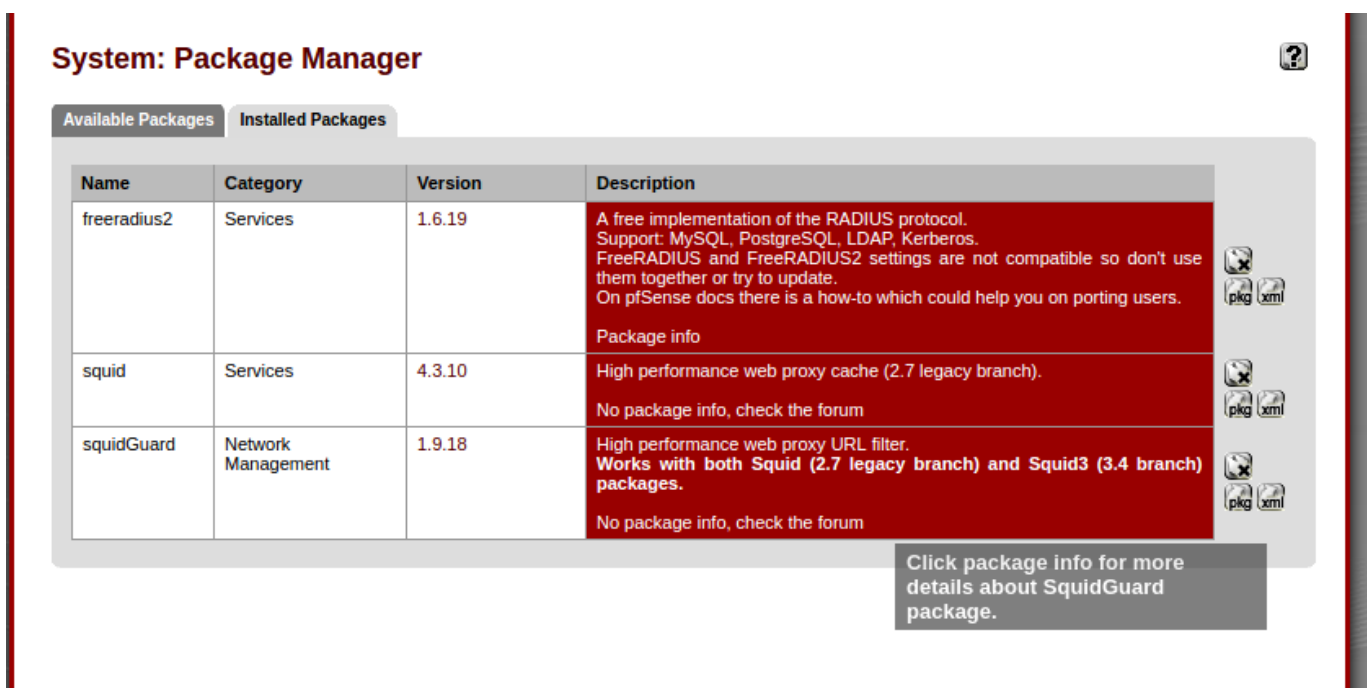 System: Package Manager
?
Available Packages Installed Packages
Name Category Version Description
freeradius2 Services 1.6.19 A free implementation of the RADIUS protocol.
Support: MySQL, PostgreSQL, LDAP, Kerberos.
FreeRADIUS and FreeRADIUS2 settings are not compatible so don't use
them together or try to update.
On pfSense docs there is a how-to which could help you on porting users.
pkg xml
Package info
squid Services 4.3.10 High performance web proxy cache (2.7 legacy branch).
No package info, check the forum
pkg xml
squidGuard Network Management 1.9.18 High performance web proxy URL filter.
Works with both Squid (2.7 legacy branch) and Squid3 (3.4 branch)
packages.
pkg xml
No package info, check the forum
Click package info for more
details about SquidGuard
package.